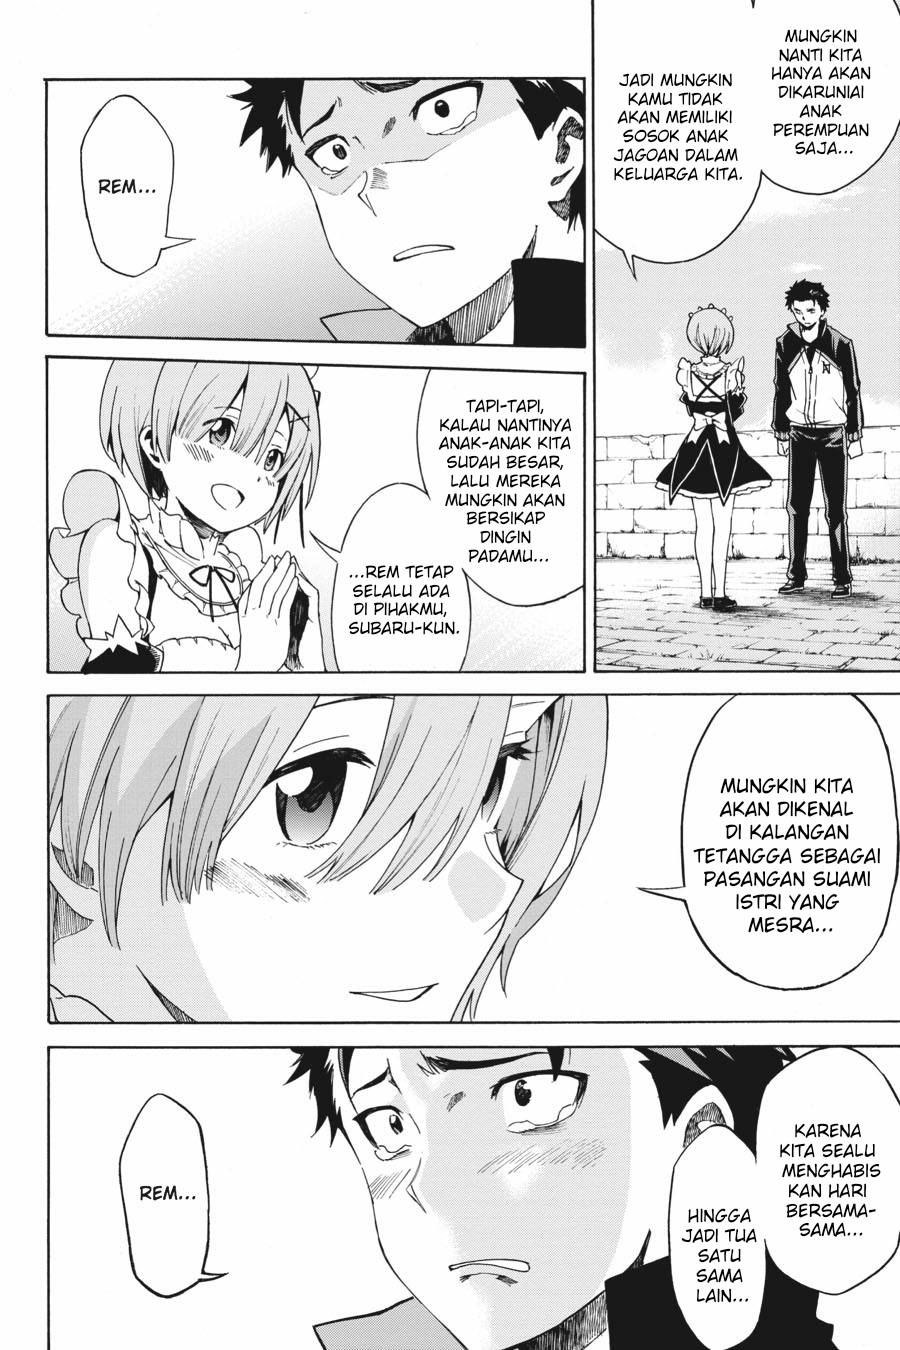 MUNGKIN
NANTI KITA
HANYA AKAN
DIKARUNIAI
ANAK
PEREMPUAN
SAJA...
JADI MUNGKIN
KAMU TIDAK
AKAN MEMILIKI
SOSOK ANAK
JAGOAN DALAM
KELUARGA KITA.
REM...
TAPI-TAPI,
KALAU NANTINYA
ANAK-ANAK KITA
SUDAH BESAR,
LALU MEREKA
MUNGKIN AKAN
BERSIKAP
DINGIN
PADAMU...
...REM TETAP
SELALU ADA
DI PIHAKMU,
SUBARU-KUN.
MUNGKIN KITA
AKAN DIKENAL
DI KALANGAN
TETANGGA SEBAGAI
PASANGAN SUAMI
ISTRI YANG
MESRA...
KARENA
KITA SEALU
MENGHABIS
KAN HARI
BERSAMA-
SAMA...
HINGGA
JADI TUA
SATU
SAMA
LAIN...
REM...